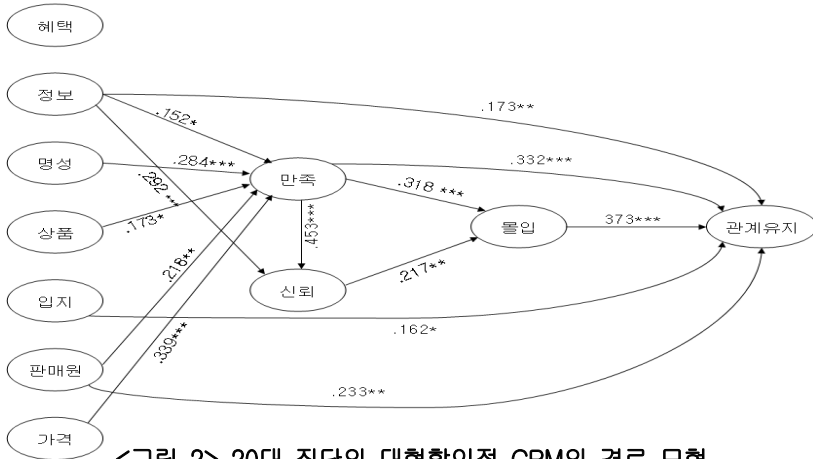 혜택
정보
.173**
.152*
명성
.284***
.332***
만족
.292***
.318 ***
상품
.173*
.453***
몰입
373***
관계유지
.218**
.217**
입지
신뢰
.162*
.339***
판매원
.233**
가격
<그림 2> 20대 집단의 대형할인점 CRM의 경로 모형